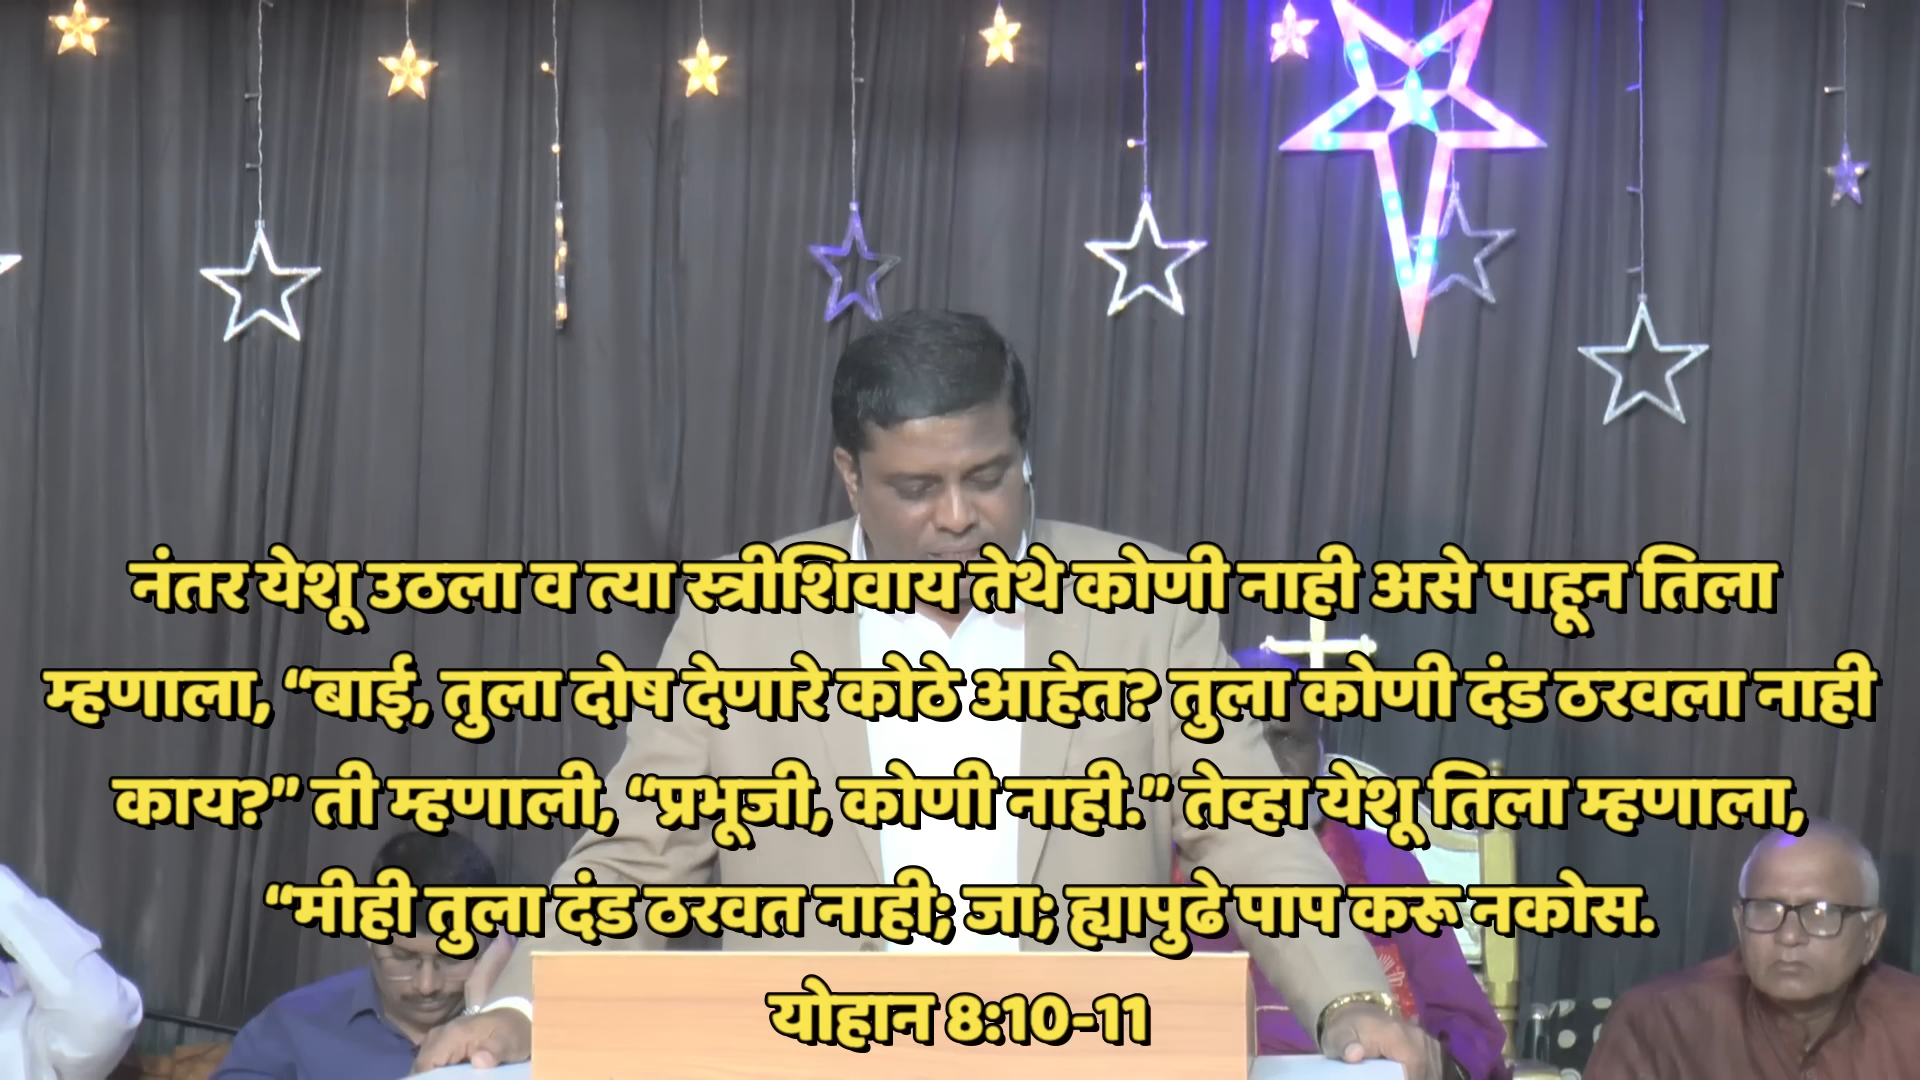 नंतर येशू उठला व त्या स्त्रीशिवाय तेथे कोणी नाही असे पाहून तिला
म्हणाला, “बाई, तुला दोष देणारे कोठे आहेत? तुला कोणी दंड ठरवला नाही
काय?” ती म्हणाली, “प्रभूजी, कोणी नाही.” तेव्हा येशू तिला म्हणाला,
“मीही तुला दंड ठरवत नाही; जा; ह्यापुढे पाप करू नकोस.
योहान 8:10-11